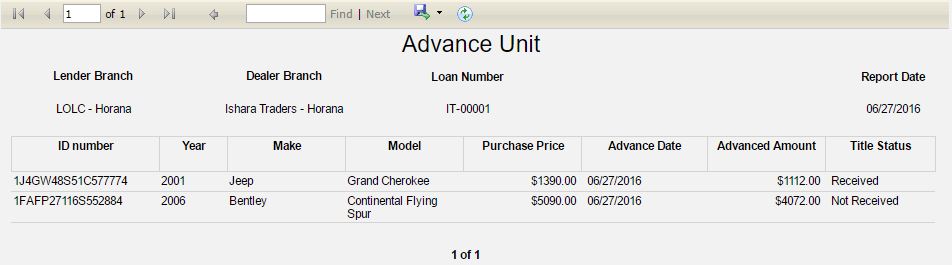 1 of 1 Find | Next
Advance Unit
Lender Branch Dealer Branch Loan Number Report Date
LOLC - Horana Ishara Traders - Horana IT-00001 06/27/2016
ID number Year Make Model Purchase Price Advance Date Advanced Amount Title Status
1J4GW48S51C577774 2001 Jeep Grand Cherokee $1390.00 06/27/2016 $1112.00 Received
1FAFP27116S552884 2006 Bentley Continental Flying $5090.00 06/27/2016 $4072.00 Not Received
Spur
1 of 1